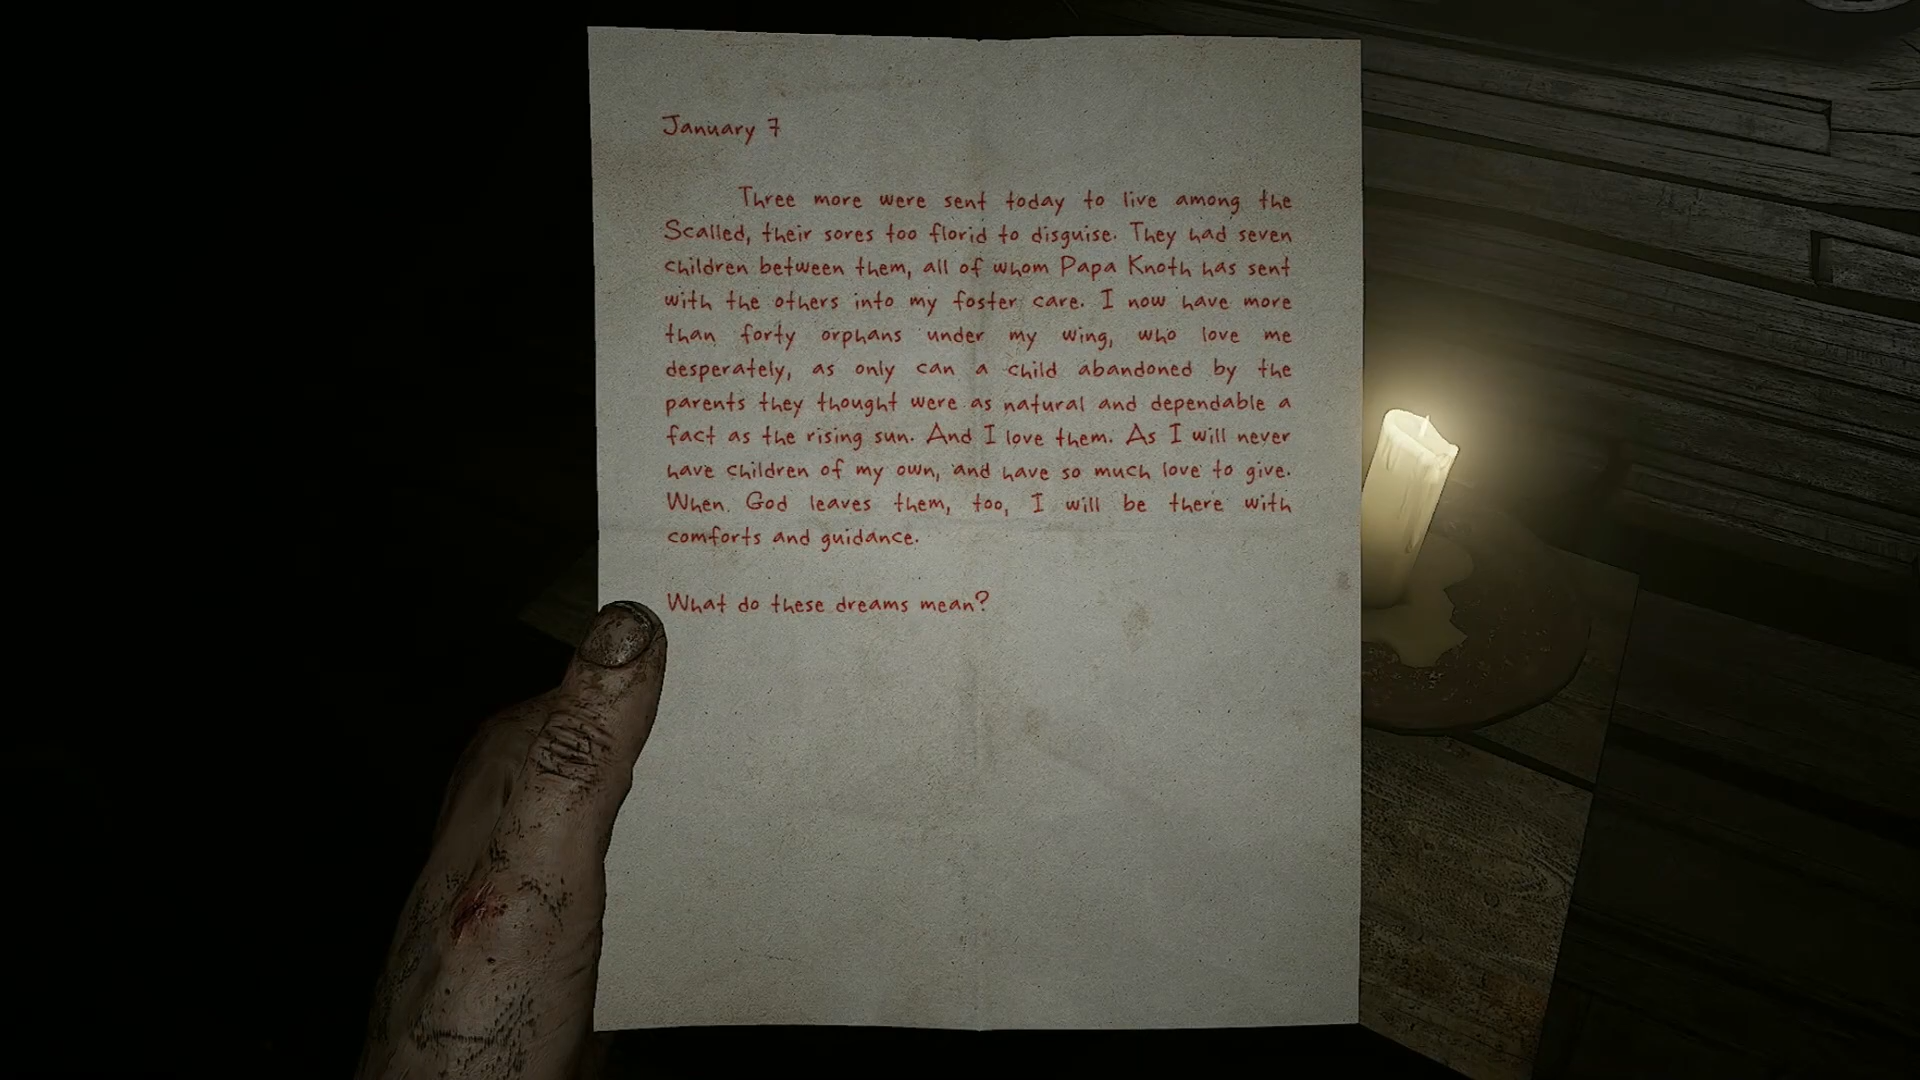 January 7
Three more were sent today to live among the
Scalled, their sores too florid to disguise. They had seven
children between them, all of whom Papa Knoth has sent
with the others into my foster care. I now have more
than forty orphans under my wing, who love me
desperately, as only can a child abandoned by the
parents they thought were as natural and dependable a
fact as the rising sun. And I love them. As I will never
have children of my own, and have so much love to give.
When God leaves them, too, I will be there with
comforts and guidance.
What do these dreams mean?